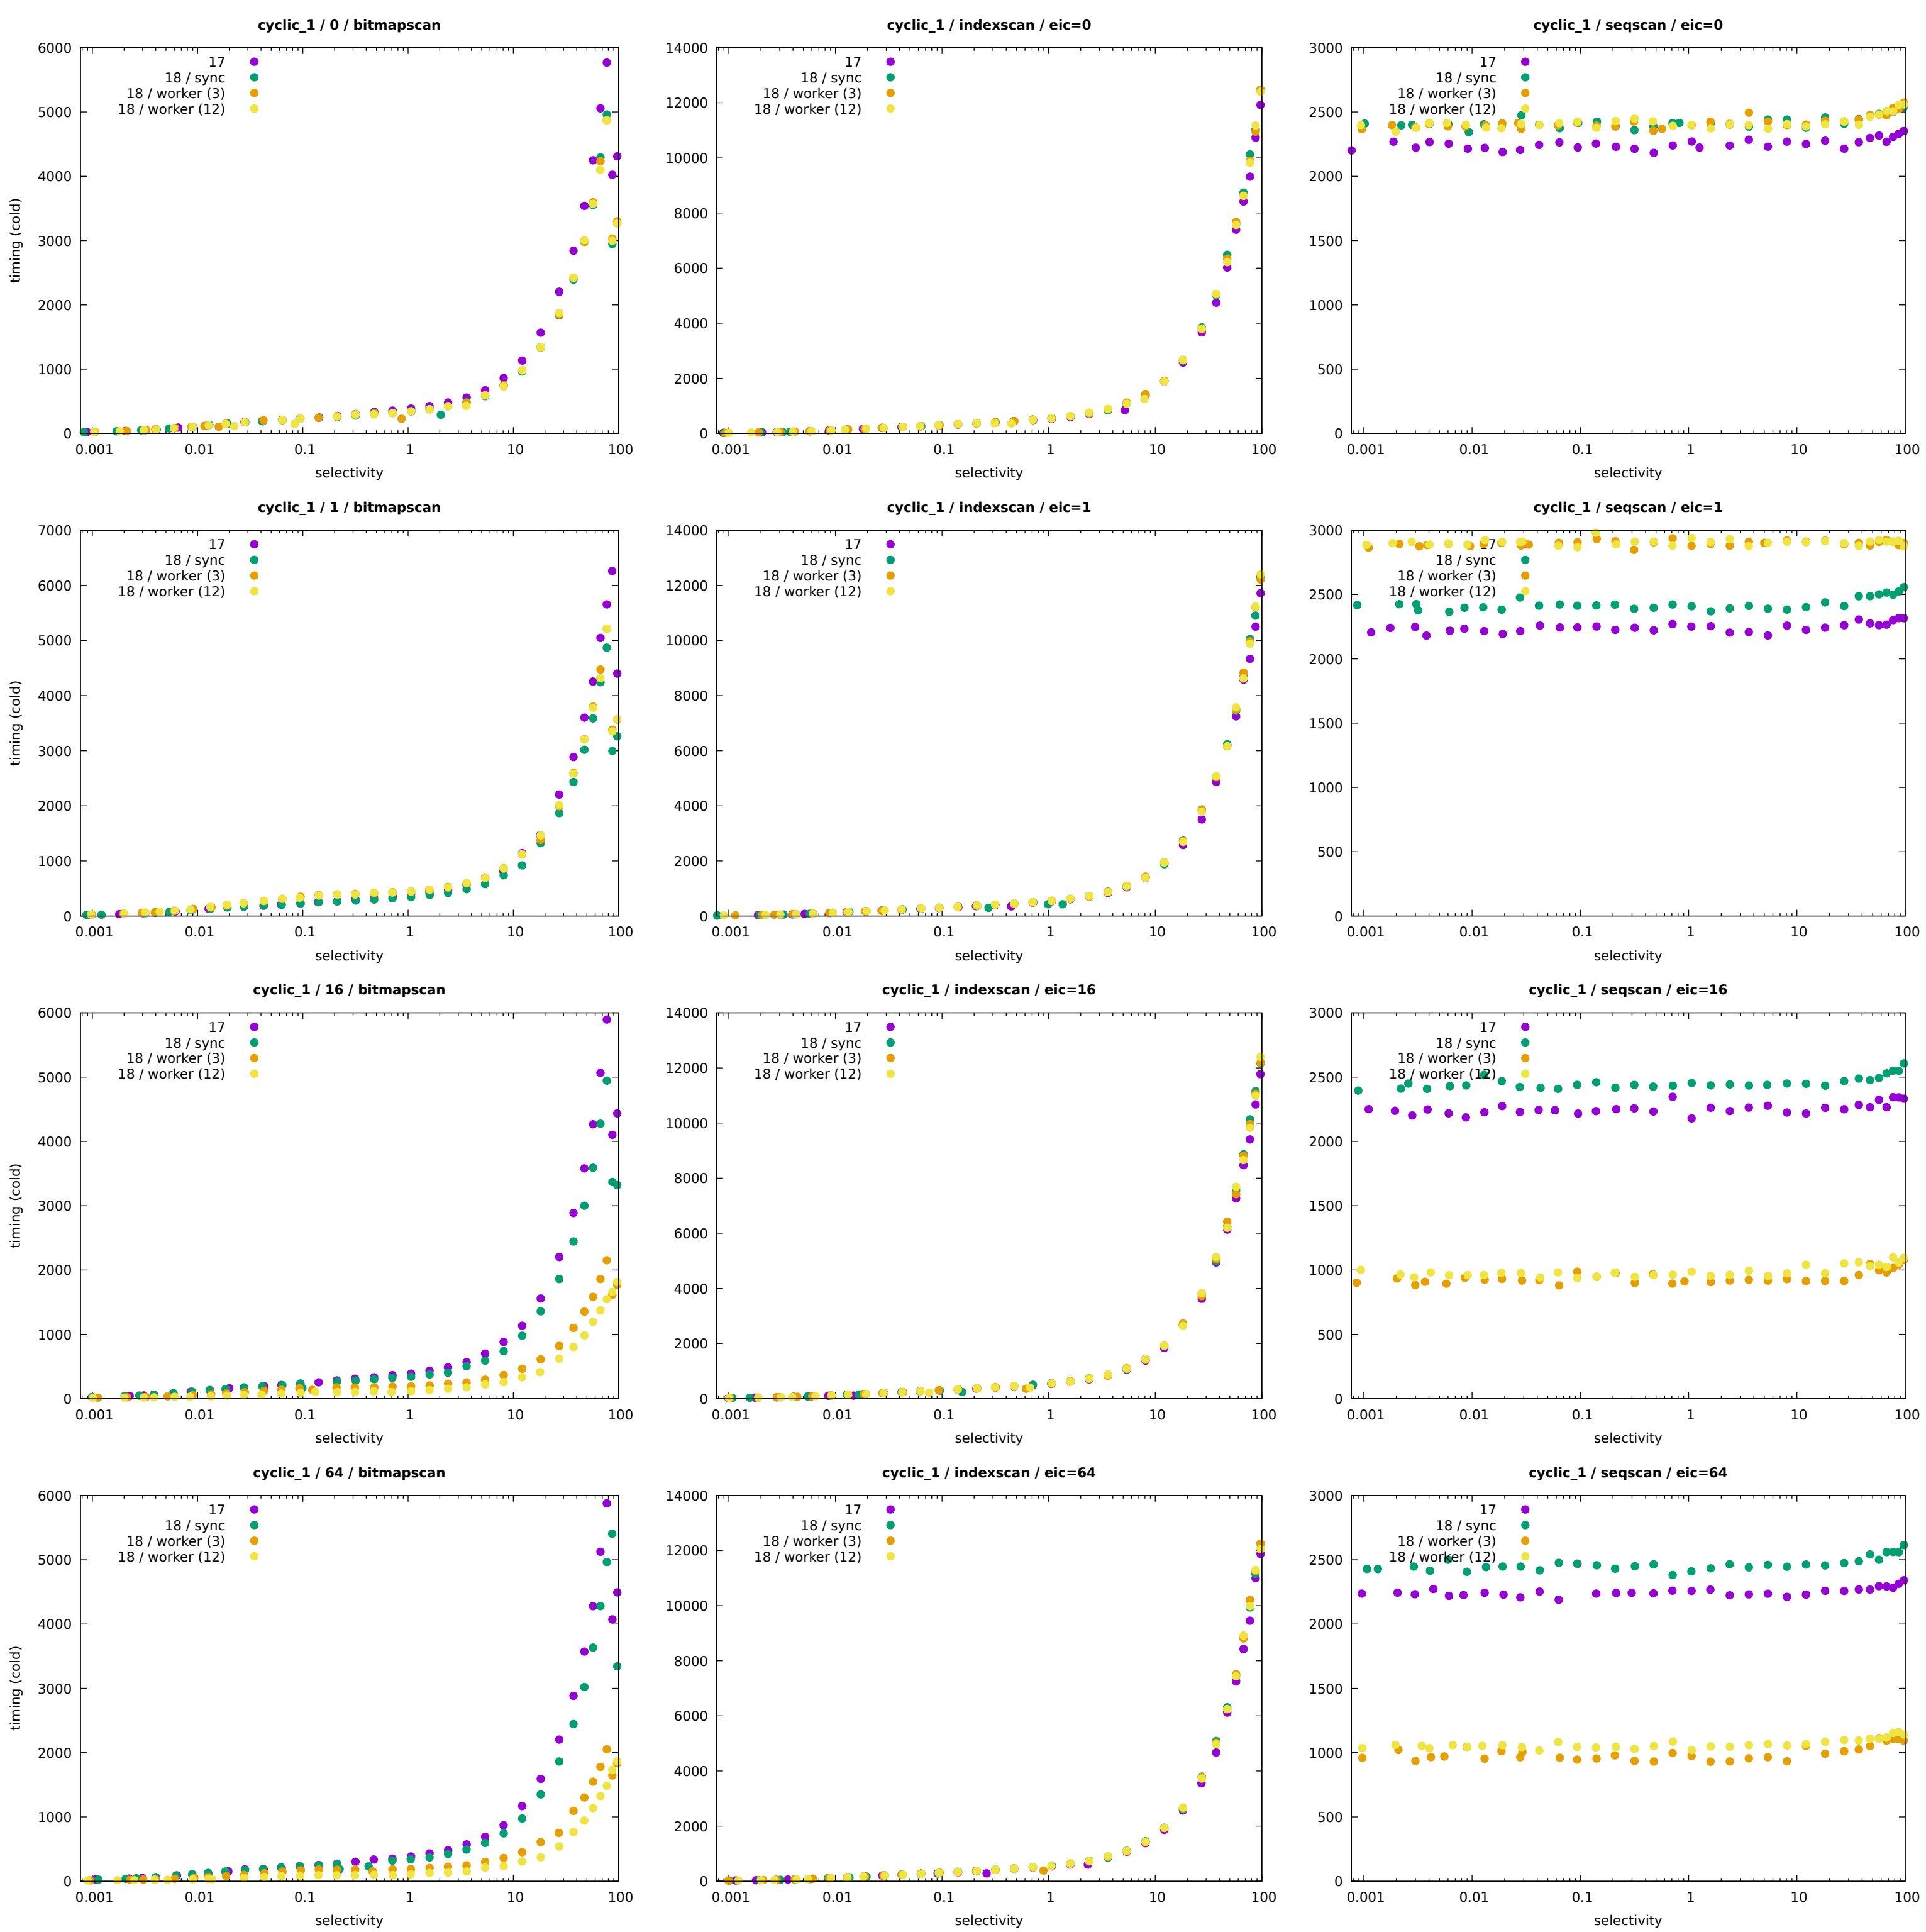 cyclic_1 / 0 / bitmapscan
6000
5000
4000
3000
2000
1000
0
timing (cold)
17
18 / sync
18 / worker (3)
18 / worker (12)
0.001 0.01 0.1 1 10 100
selectivity
cyclic_1 / indexscan / eic=0
14000
12000
10000
8000
6000
4000
2000
0
17
18 / sync
18 / worker (3)
18 / worker (12)
0.001 0.01 0.1 1 10 100
selectivity
cyclic_1 / seqscan / eic=0
3000
2500
2000
1500
1000
500
0
17
18 / sync
18 / worker (3)
18 / worker (12)
0.001 0.01 0.1 1 10 100
selectivity
cyclic_1 / 1 / bitmapscan
7000
6000
5000
4000
3000
2000
1000
0
timing (cold)
17
18 / sync
18 / worker (3)
18 / worker (12)
0.001 0.01 0.1 1 10 100
selectivity
cyclic_1 / indexscan / eic=1
14000
12000
10000
8000
6000
4000
2000
0
17
18 / sync
18 / worker (3)
18 / worker (12)
0.001 0.01 0.1 1 10 100
selectivity
cyclic_1 / seqscan / eic=1
3000
2500
2000
1500
1000
500
0
17
18 / sync
18 / worker (3)
18 / worker (12)
0.001 0.01 0.1 1 10 100
selectivity
cyclic_1 / 16 / bitmapscan
6000
5000
4000
3000
2000
1000
0
timing (cold)
17
18 / sync
18 / worker (3)
18 / worker (12)
0.001 0.01 0.1 1 10 100
selectivity
cyclic_1 / indexscan / eic=16
14000
12000
10000
8000
6000
4000
2000
0
17
18 / sync
18 / worker (3)
18 / worker (12)
0.001 0.01 0.1 1 10 100
selectivity
cyclic_1 / seqscan / eic=16
3000
2500
2000
1500
1000
500
0
17
18 / sync
18 / worker (3)
18 / worker (12)
0.001 0.01 0.1 1 10 100
selectivity
cyclic_1 / 64 / bitmapscan
6000
5000
4000
3000
2000
1000
0
timing (cold)
17
18 / sync
18 / worker (3)
18 / worker (12)
0.001 0.01 0.1 1 10 100
selectivity
cyclic_1 / indexscan / eic=64
14000
12000
10000
8000
6000
4000
2000
0
17
18 / sync
18 / worker (3)
18 / worker (12)
0.001 0.01 0.1 1 10 100
selectivity
cyclic_1 / seqscan / eic=64
3000
2500
2000
1500
1000
500
0
17
18 / sync
18 / worker (3)
18 / worker (12)
0.001 0.01 0.1 1 10 100
selectivity